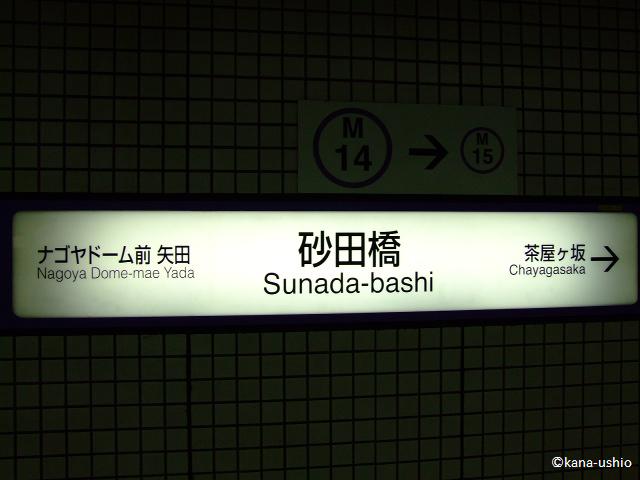 M
14
→
M
15
ナゴヤドーム前 矢田
Nagoya Dome-mae Yada
砂田橋
Sunada-bashi
茶屋ヶ坂
Chayagasaka
→
©kana-ushio